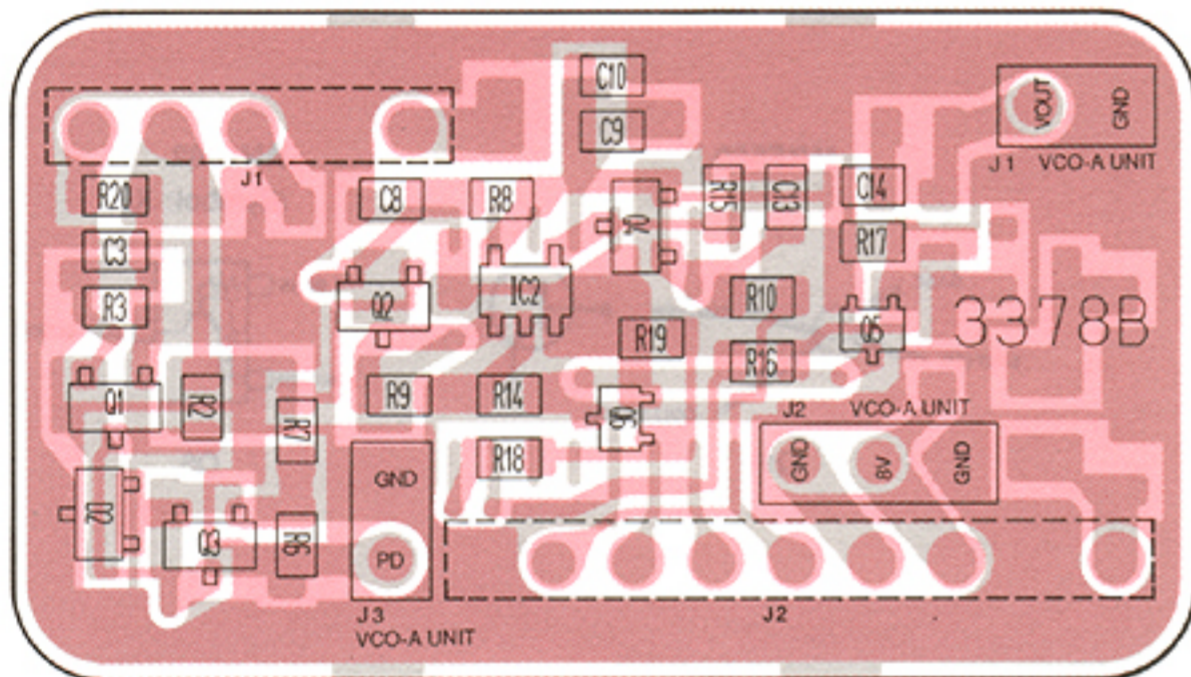 C10
VOUT
GND
C9
J1
J1
VCO-A UNIT
R20
C8
R8
Q4
R15
C13
C14
C3
R17
R3
Q2
IC2
R10
3378B
R19
Q5
R16
Q1
R2
R9
R14
Q6
J2
VCO-A UNIT
R7
R18
GND
GND
8V
GND
D2
Q3
R6
PD
J3
J2
VCO-A UNIT